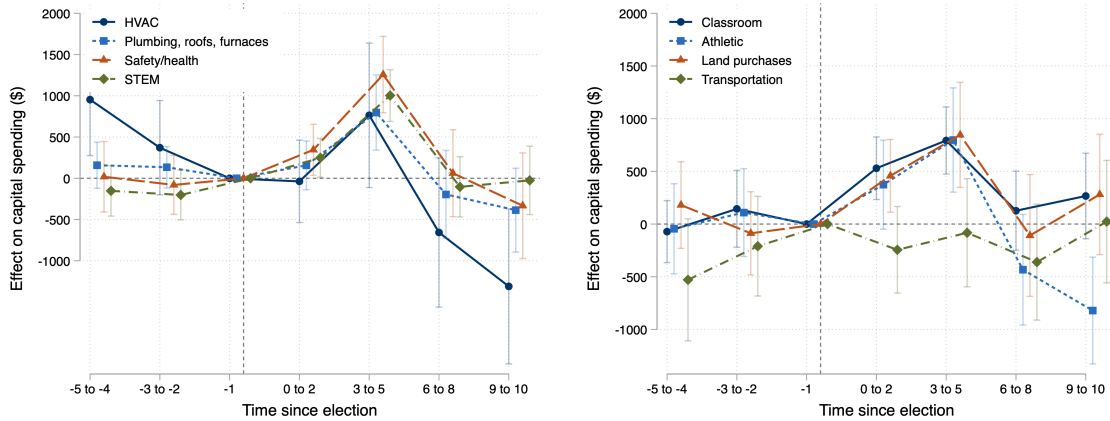 2000
1500
1000
500
0
-500
-1000
Effect on capital spending ($)
HVAC
Plumbing, roofs, furnaces
Safety/health
STEM
-5 to -4
-3 to -2
-1
0 to 2
3 to 5
6 to 8
9 to 10
Time since election
2000
1500
1000
500
0
-500
-1000
Effect on capital spending ($)
Classroom
Athletic
Land purchases
Transportation
-5 to -4
-3 to -2
-1
0 to 2
3 to 5
6 to 8
9 to 10
Time since election